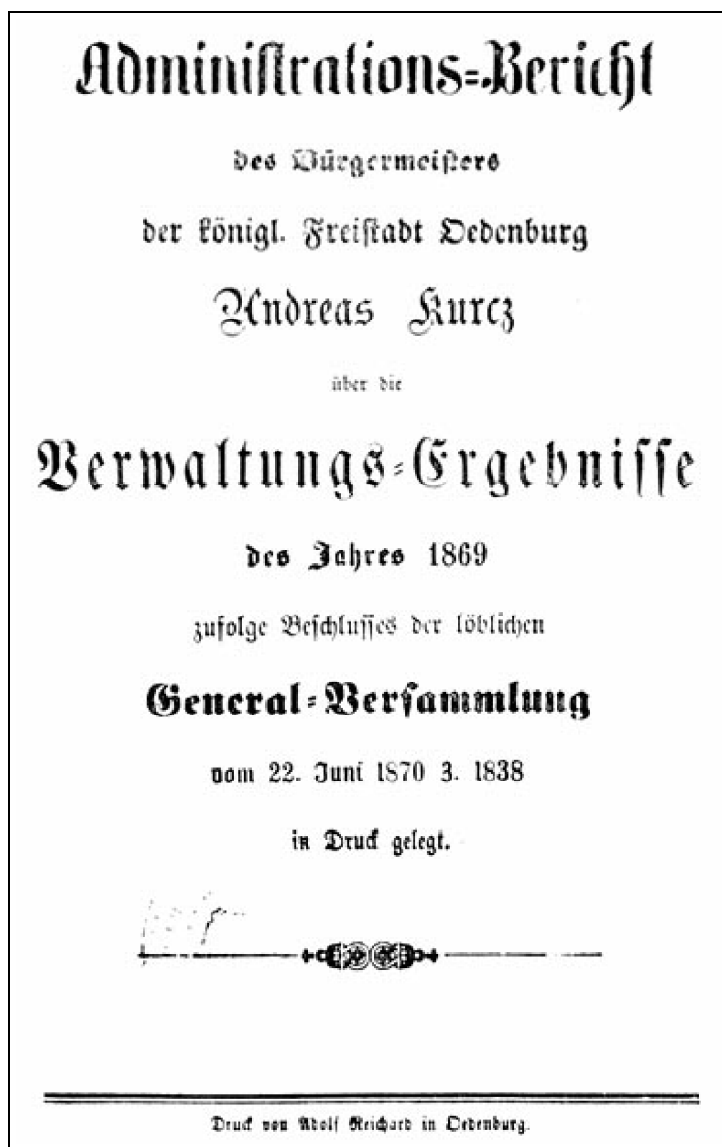 Administrations=Bericht
des Bürgermeisters
der königl. Freistadt Oedenburg
Andreas Kurcz
über die
Verwaltungs=Ergebnisse
des Jahres 1869
zufolge Beschlusses der löblichen
General=Versammlung
vom 22. Juni 1870 Z. 1838
in Druck gelegt.
Druck von Adolf Reichard in Oedenburg.